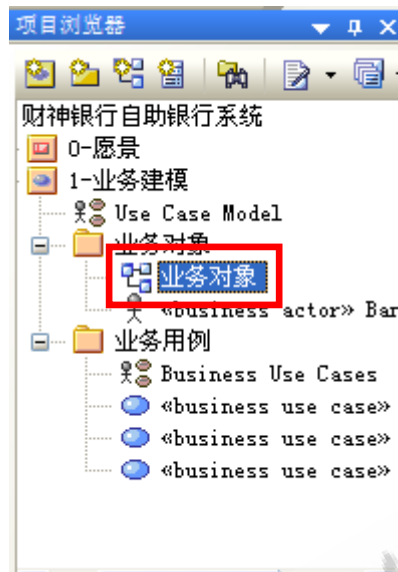 项目浏览器
财神银行自助银行系统
0-愿景
1-业务建模
Use Case Model
业务对象
业务对象
«business actor» Bar
业务用例
Business Use Cases
«business use case»
«business use case»
«business use case»